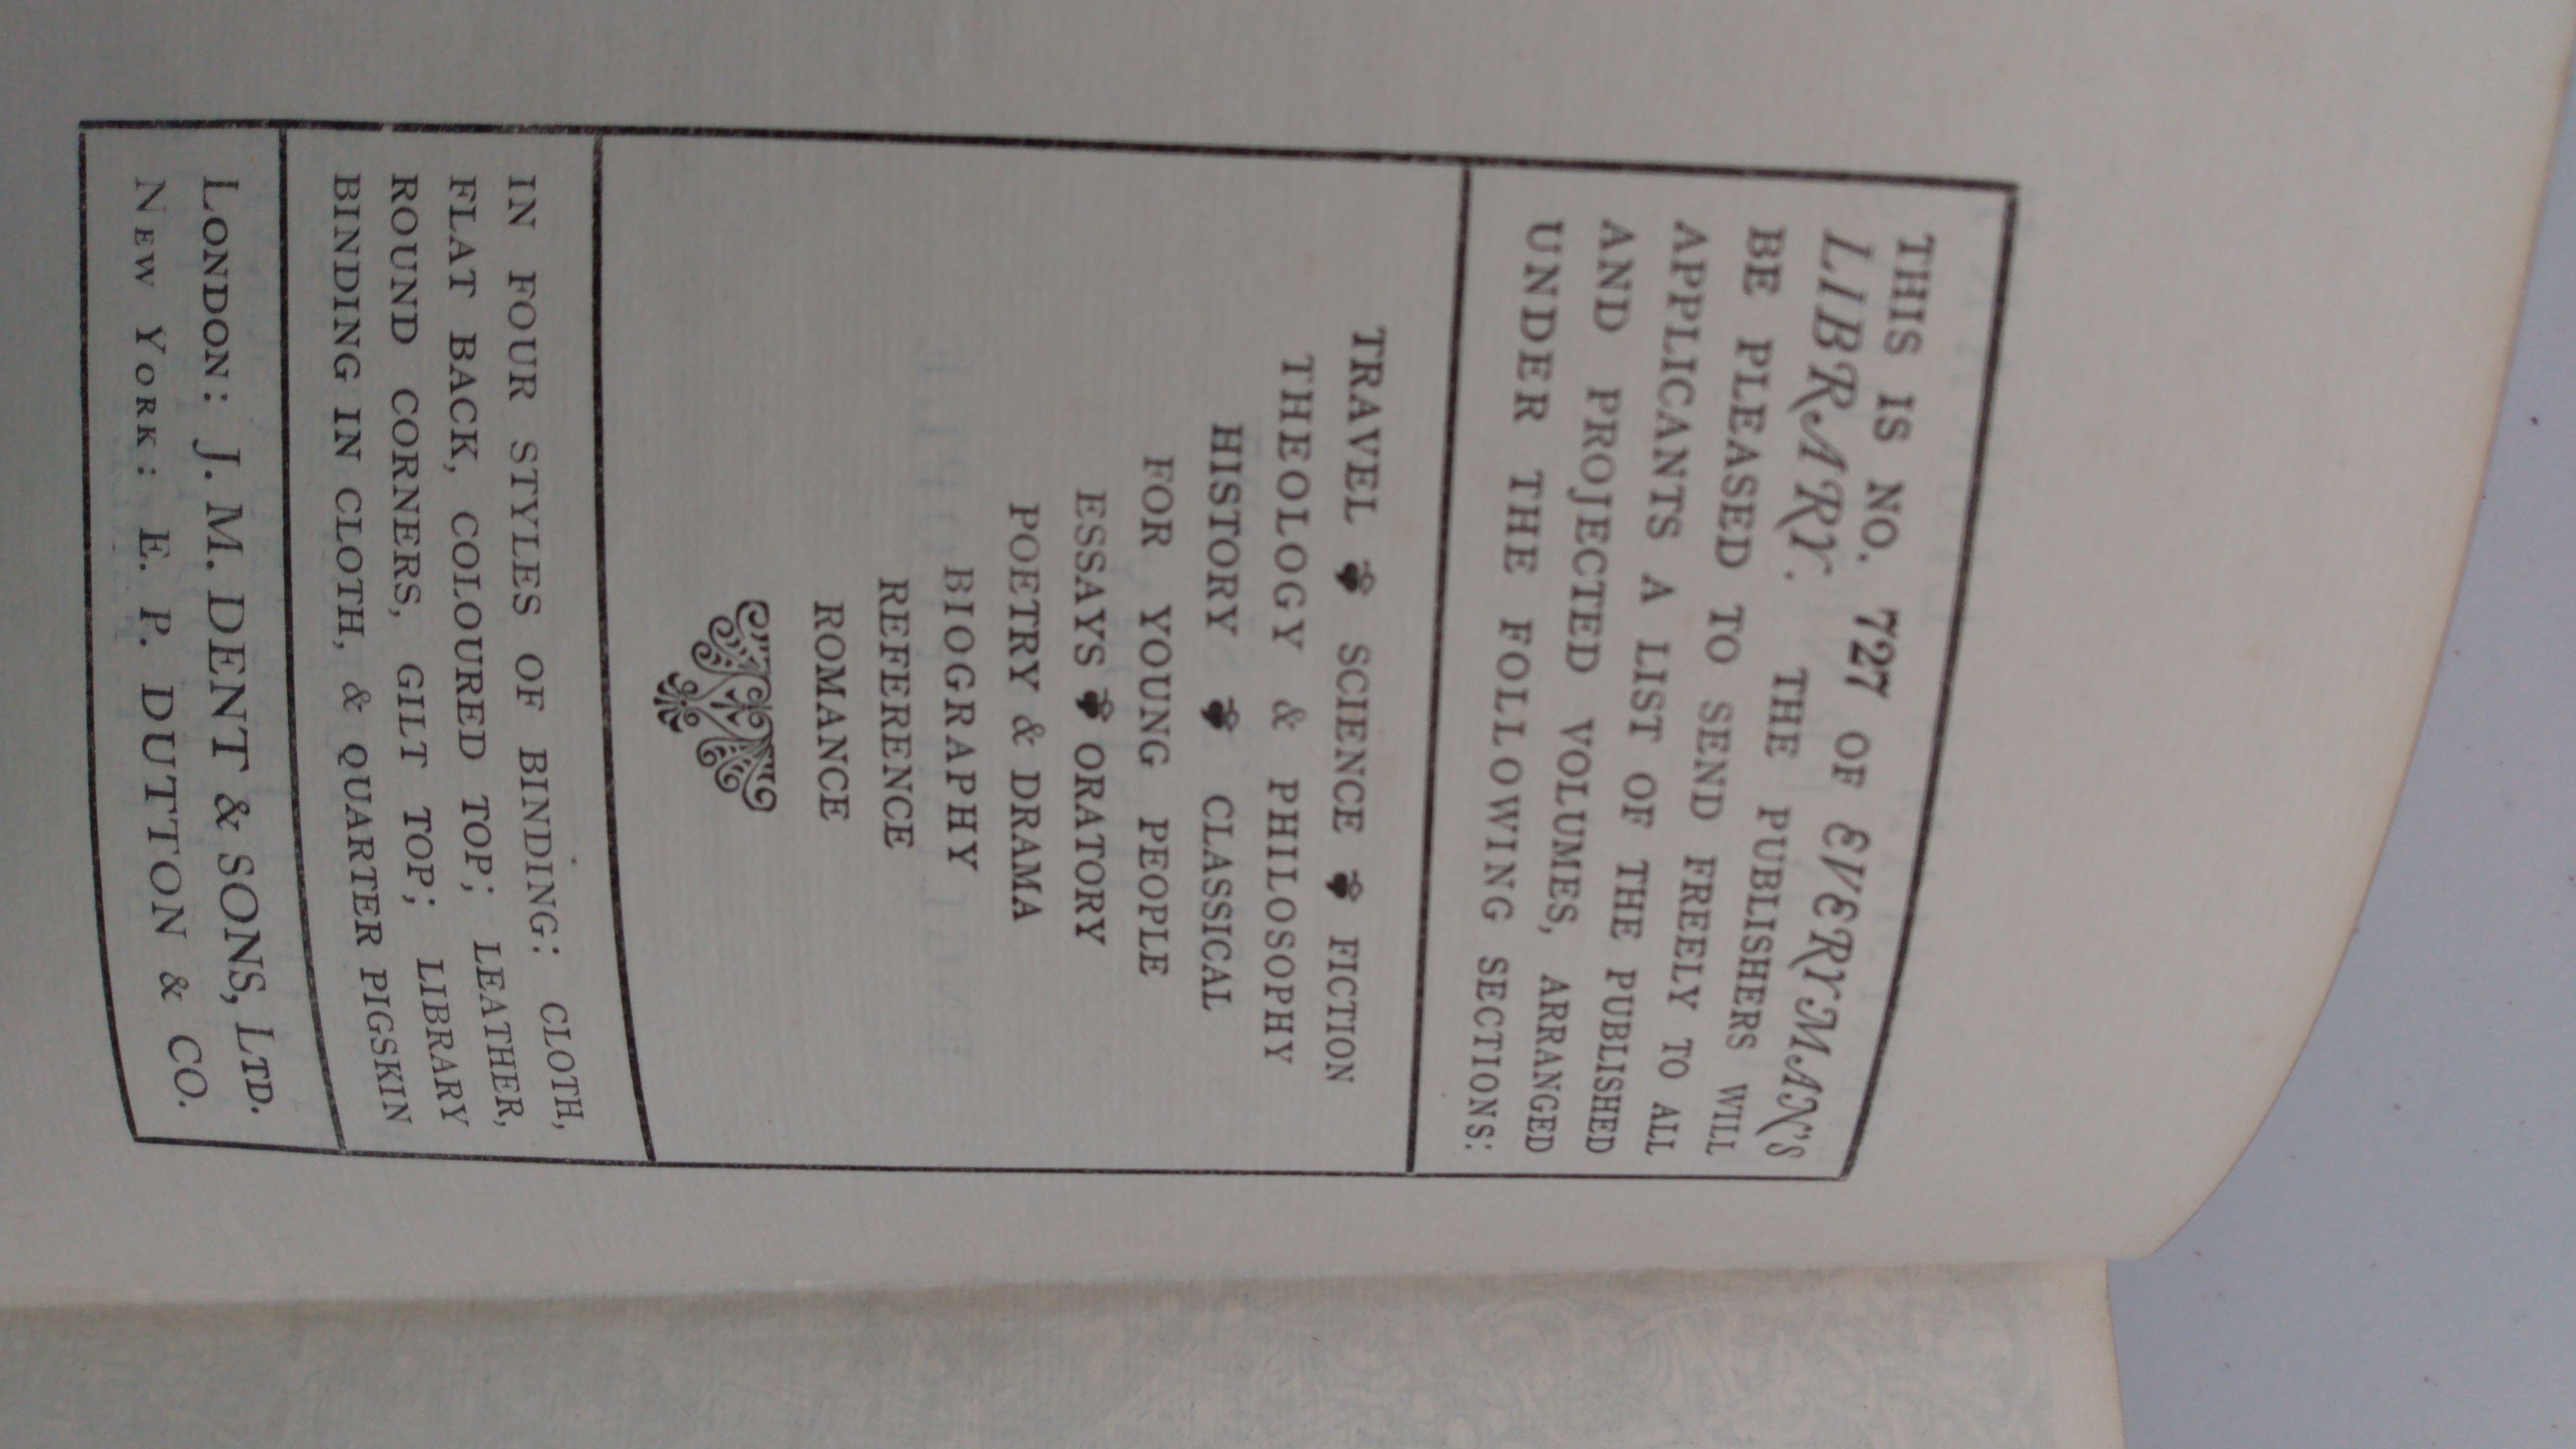 THIS IS NO. 727 OF EVERYMAN'S
LIBRARY. THE PUBLISHERS WILL
BE PLEASED TO SEND FREELY TO ALL
APPLICANTS A LIST OF THE PUBLISHED
AND PROJECTED VOLUMES, ARRANGED
UNDER THE FOLLOWING SECTIONS:
TRAVEL ❧ SCIENCE ❧ FICTION
THEOLOGY & PHILOSOPHY
HISTORY ❧ CLASSICAL
FOR YOUNG PEOPLE
ESSAYS ❧ ORATORY
POETRY & DRAMA
BIOGRAPHY
REFERENCE
ROMANCE
IN FOUR STYLES OF BINDING: CLOTH,
FLAT BACK, COLOURED TOP; LEATHER,
ROUND CORNERS, GILT TOP; LIBRARY
BINDING IN CLOTH, & QUARTER PIGSKIN
LONDON: J. M. DENT & SONS, LTD.
NEW YORK: E. P. DUTTON & CO.